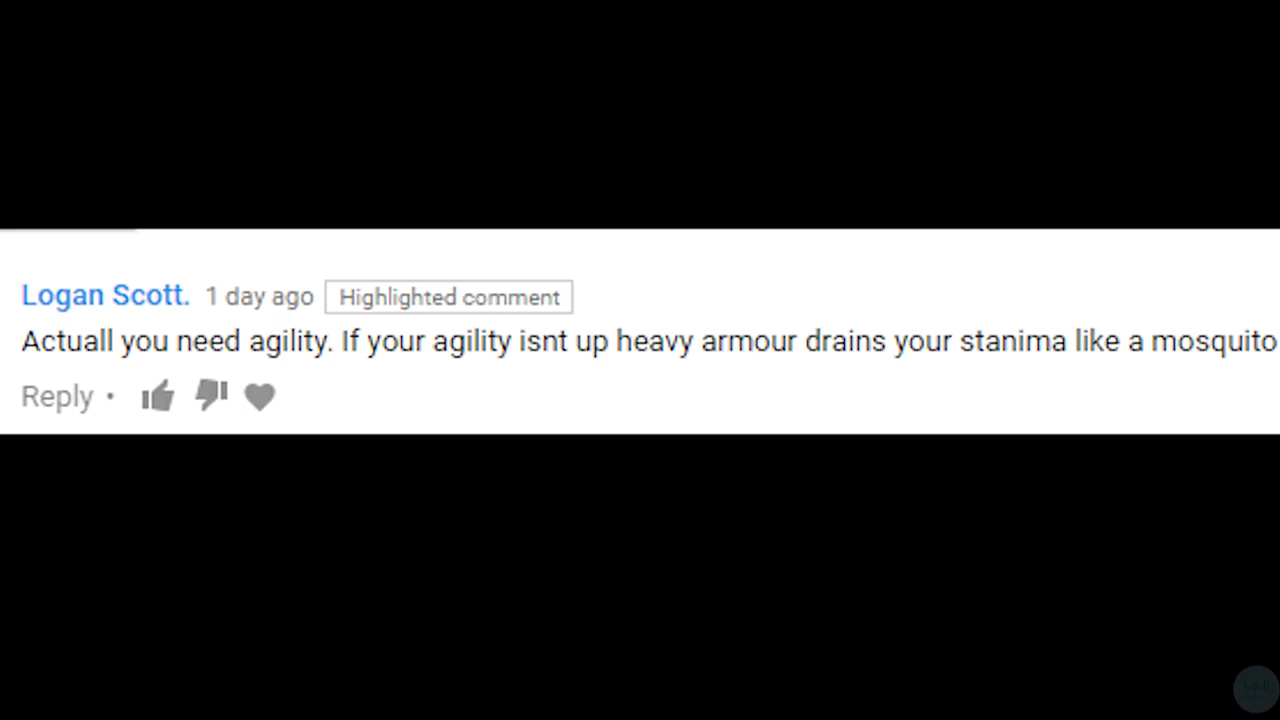 Logan Scott. 1 day ago Highlighted comment
Actuall you need agility. If your agility isnt up heavy armour drains your stanima like a mosquito
Reply •